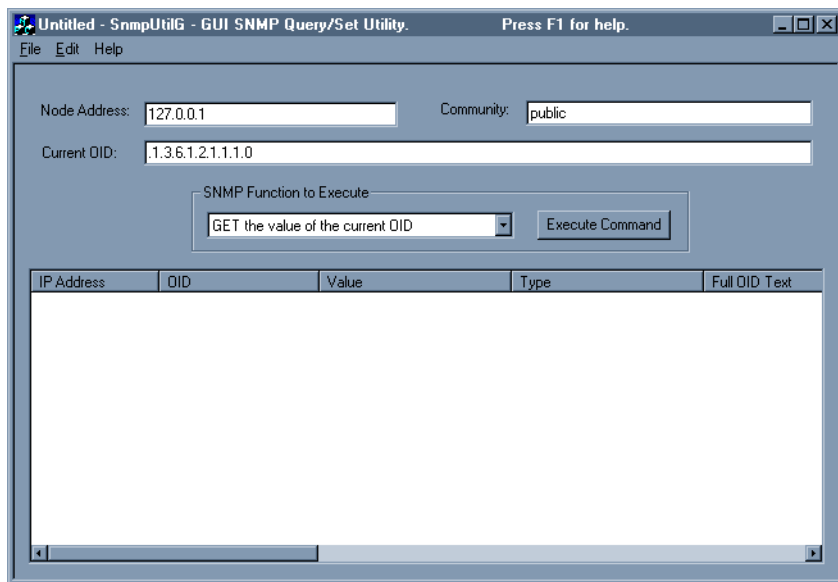 Untitled - SnmpUtilG - GUI SNMP Query/Set Utility. Press F1 for help.
File Edit Help
Node Address: 127.0.0.1 Community: public
Current OID: .1.3.6.1.2.1.1.1.0
SNMP Function to Execute
GET the value of the current OID Execute Command
IP Address OID Value Type Full OID Text